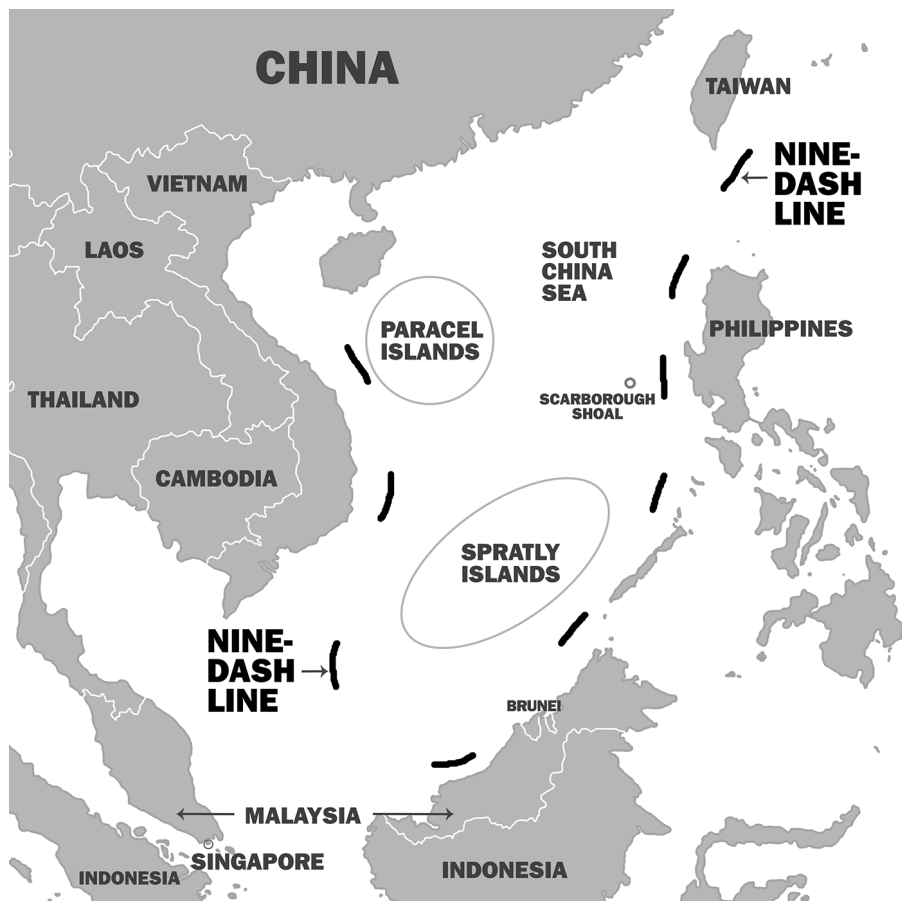 CHINA
TAIWAN
NINE-
DASH
LINE
VIETNAM
LAOS
SOUTH
CHINA
SEA
PARACEL
ISLANDS
PHILIPPINES
THAILAND
SCARBOROUGH
SHOAL
CAMBODIA
SPRATLY
ISLANDS
NINE-
DASH
LINE
BRUNEI
MALAYSIA
SINGAPORE
INDONESIA
INDONESIA